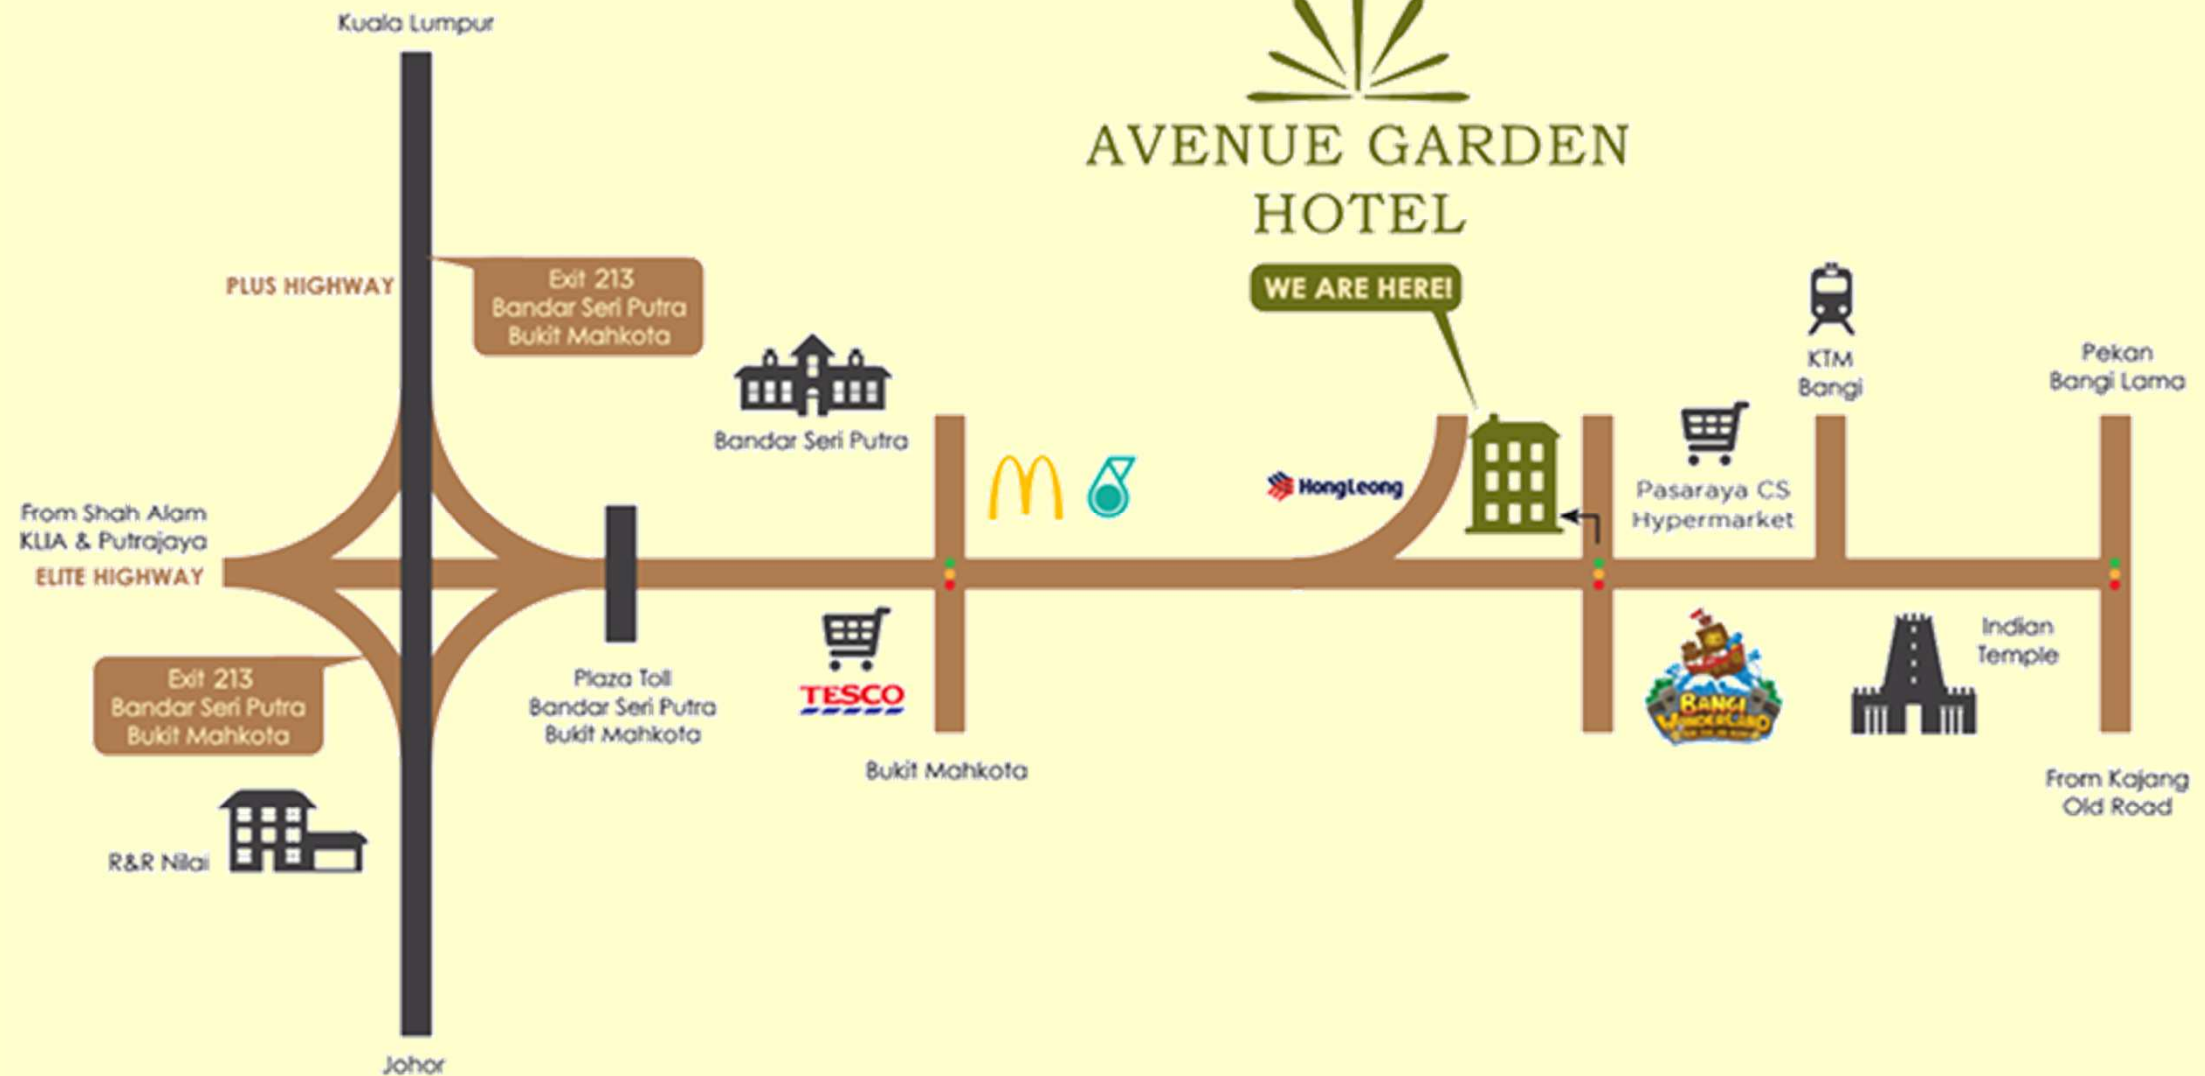 Kuala Lumpur
AVENUE GARDEN
HOTEL
WE ARE HERE!
PLUS HIGHWAY
Exit 213
Bandar Seri Putra
Bukit Mahkota
Bandar Seri Putra
KTM
Bangi
Pekan
Bangi Lama
HongLeong
Pasaraya CS
Hypermarket
From Shah Alam
KLIA & Putrajaya
ELITE HIGHWAY
Exit 213
Bandar Seri Putra
Bukit Mahkota
Plaza Toll
Bandar Seri Putra
Bukit Mahkota
TESCO
Bukit Mahkota
BANGI
WONDERLAND
Indian
Temple
From Kajang
Old Road
R&R Nilai
Johor